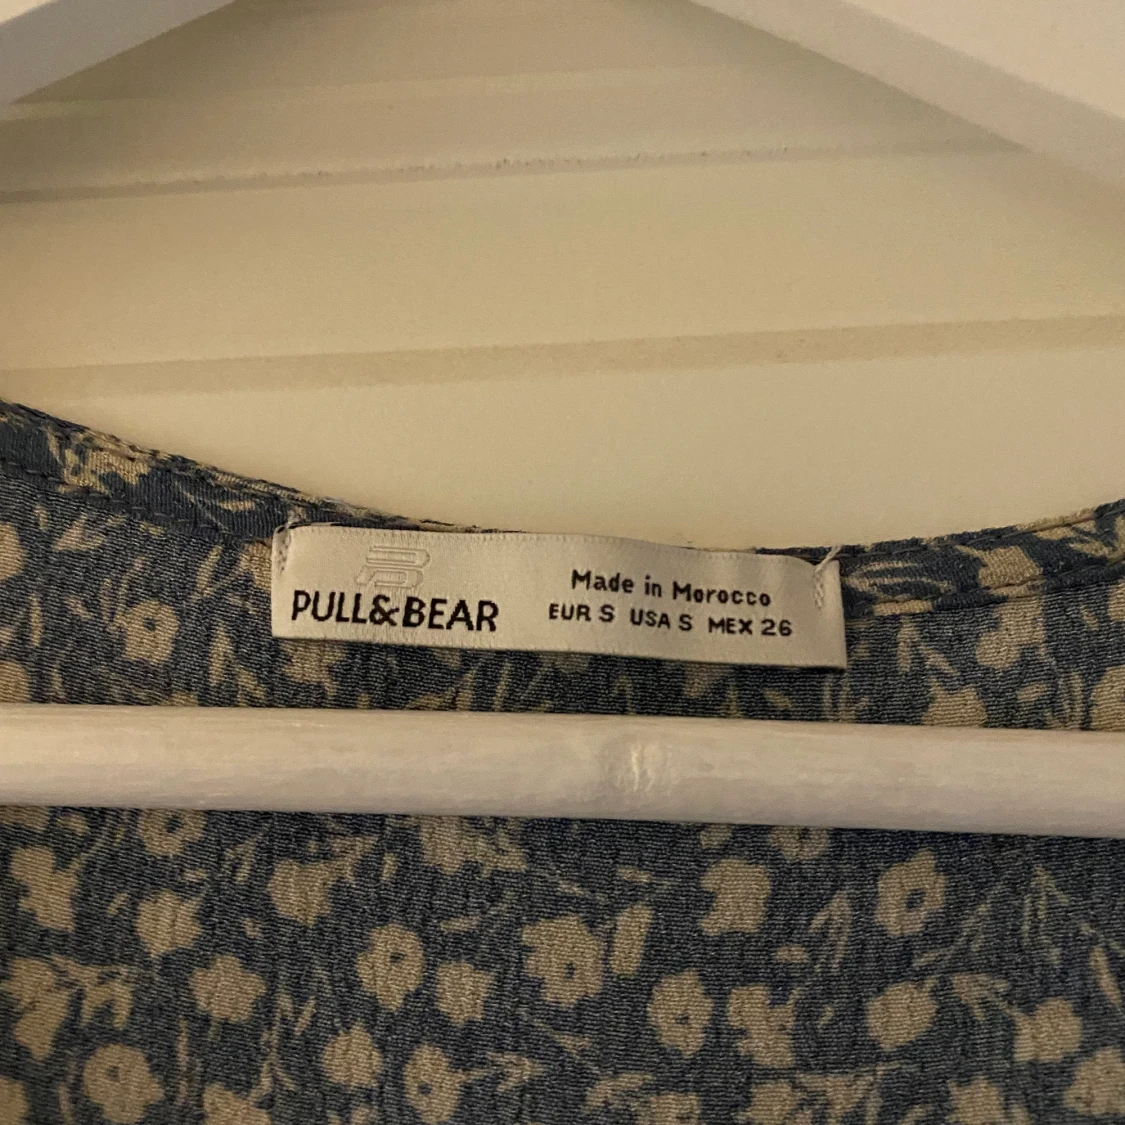 PULL&BEAR
Made in Morocco
EUR S USA S MEX 26